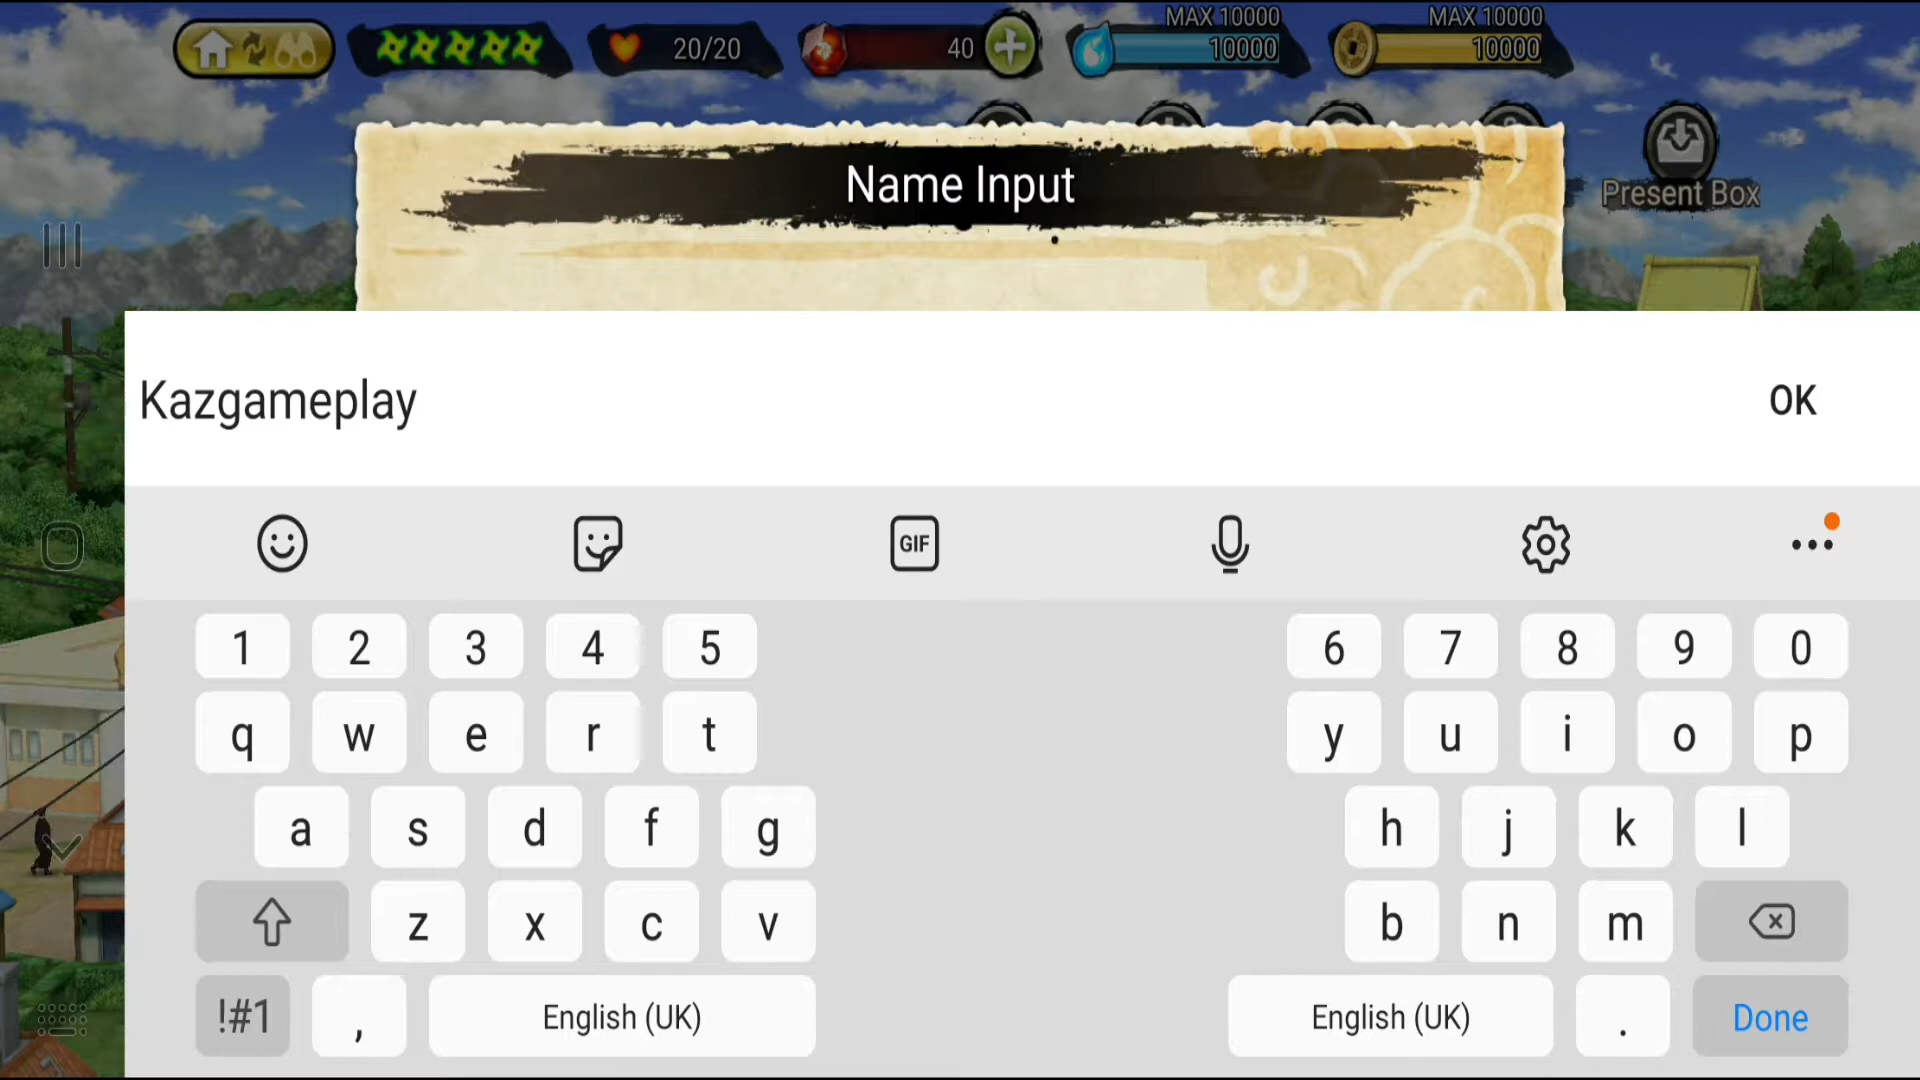 MAX 10000
MAX 10000
20/20
40
10000
10000
Name Input
Present Box
Kazgameplay
OK
GIF
1 2 3 4 5 6 7 8 9 0
q w e r t y u i o p
a s d f g h j k l
z x c v b n m
!#1 , English (UK) English (UK) . Done